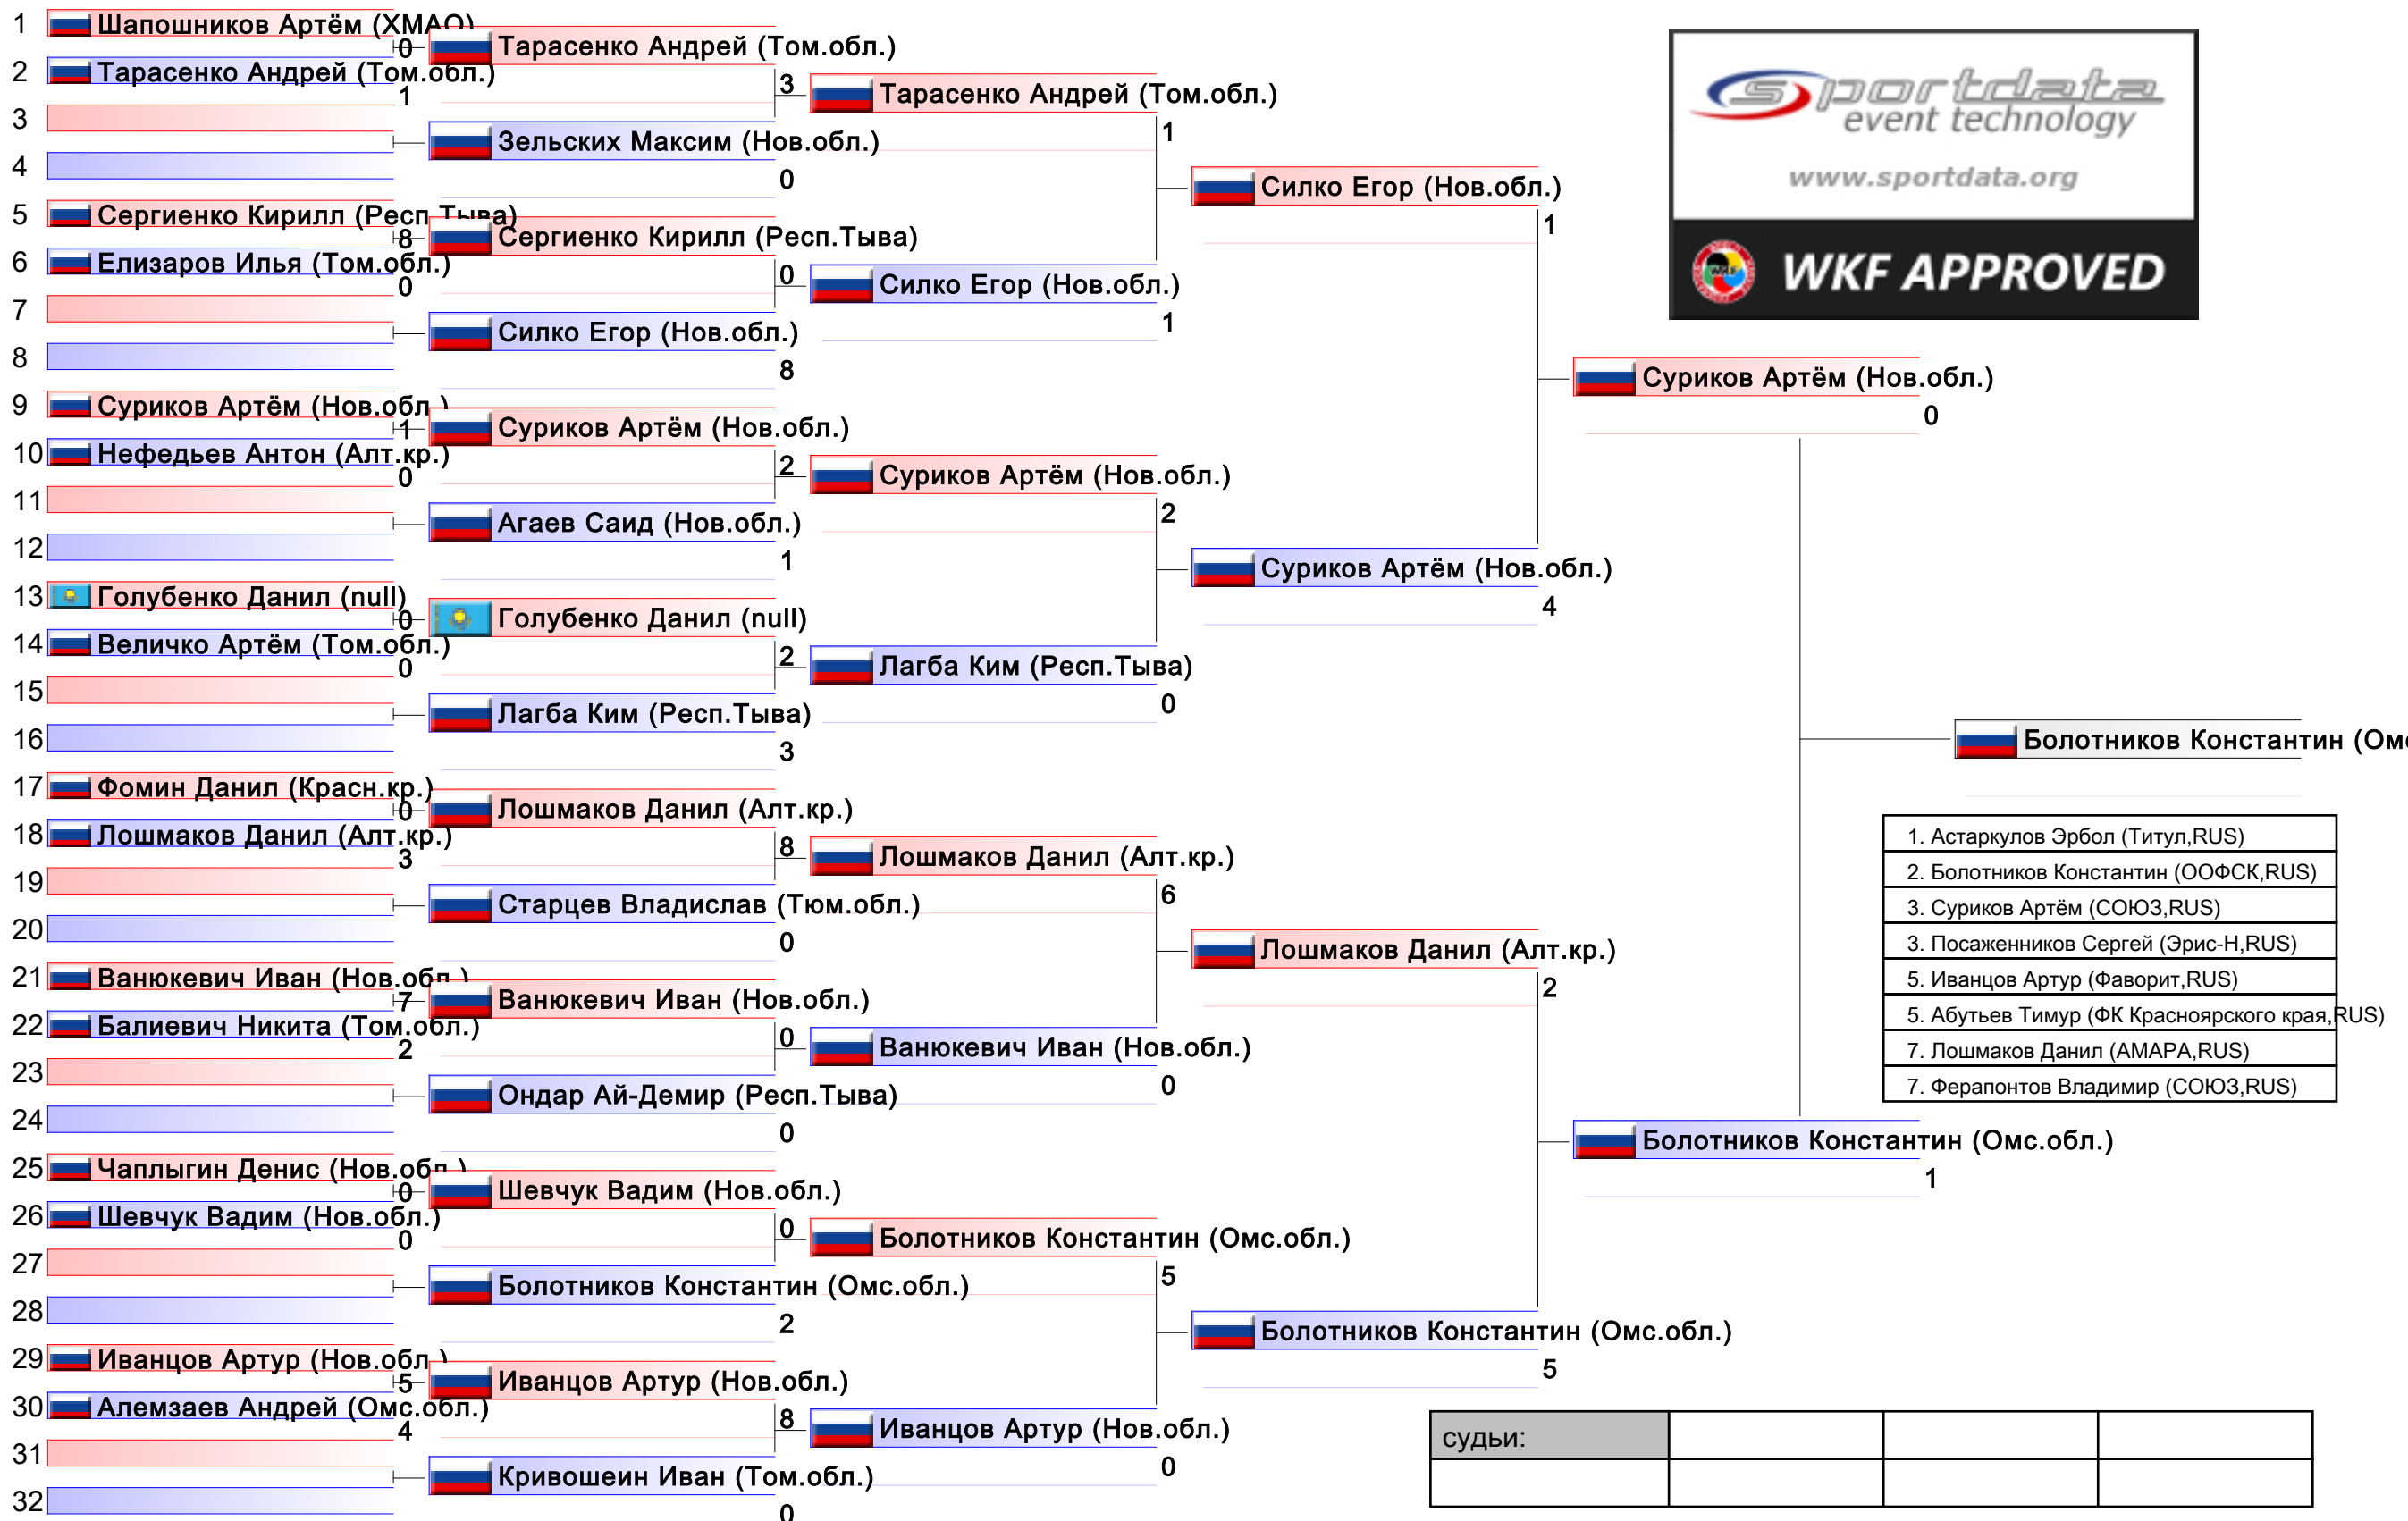 1 Шапошников Артём (ХМАО)
0
2 Тарасенко Андрей (Том.обл.)
1
3
4
5 Сергиенко Кирилл (Респ.Тыва)
8
6 Елизаров Илья (Том.обл.)
0
7
8
9 Суриков Артём (Нов.обл.)
1
10 Нефедьев Антон (Алт.кр.)
0
11
12
13 Голубенко Данил (null)
0
14 Величко Артём (Том.обл.)
0
15
16
17 Фомин Данил (Красн.кр.)
0
18 Лошмаков Данил (Алт.кр.)
3
19
20
21 Ванюкевич Иван (Нов.обл.)
7
22 Балиевич Никита (Том.обл.)
2
23
24
25 Чаплыгин Денис (Нов.обл.)
0
26 Шевчук Вадим (Нов.обл.)
0
27
28
29 Иванцов Артур (Нов.обл.)
5
30 Алемзаев Андрей (Омс.обл.)
4
31
32
Тарасенко Андрей (Том.обл.)
3
Зельских Максим (Нов.обл.)
0
Сергиенко Кирилл (Респ.Тыва)
0
Силко Егор (Нов.обл.)
8
Суриков Артём (Нов.обл.)
2
Агаев Саид (Нов.обл.)
1
Голубенко Данил (null)
2
Лагба Ким (Респ.Тыва)
3
Лошмаков Данил (Алт.кр.)
8
Старцев Владислав (Тюм.обл.)
0
Ванюкевич Иван (Нов.обл.)
0
Ондар Ай-Демир (Респ.Тыва)
0
Шевчук Вадим (Нов.обл.)
0
Болотников Константин (Омс.обл.)
2
Иванцов Артур (Нов.обл.)
8
Кривошеин Иван (Том.обл.)
0
Тарасенко Андрей (Том.обл.)
1
Силко Егор (Нов.обл.)
1
Суриков Артём (Нов.обл.)
2
Лагба Ким (Респ.Тыва)
0
Лошмаков Данил (Алт.кр.)
6
Ванюкевич Иван (Нов.обл.)
0
Болотников Константин (Омс.обл.)
5
Иванцов Артур (Нов.обл.)
0
Силко Егор (Нов.обл.)
1
Суриков Артём (Нов.обл.)
4
Лошмаков Данил (Алт.кр.)
2
Болотников Константин (Омс.обл.)
5
Суриков Артём (Нов.обл.)
0
Болотников Константин (Омс.обл.)
1
Болотников Константин (Ом
sportdata
event technology
www.sportdata.org
WKF APPROVED
1. Астаркулов Эрбол (Титул,RUS)
2. Болотников Константин (ООФСК,RUS)
3. Суриков Артём (СОЮЗ,RUS)
3. Посаженников Сергей (Эрис-Н,RUS)
5. Иванцов Артур (Фаворит,RUS)
5. Абутьев Тимур (ФК Красноярского края,RUS)
7. Лошмаков Данил (АМАРА,RUS)
7. Ферапонтов Владимир (СОЮЗ,RUS)
судьи: